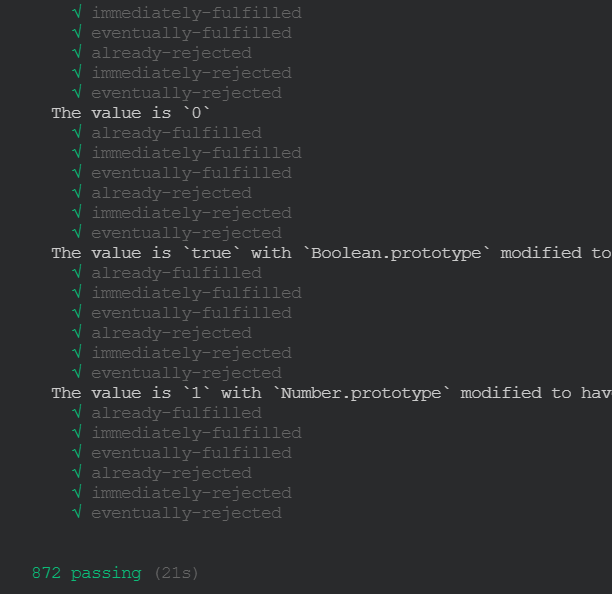 √ immediately-fulfilled
√ eventually-fulfilled
√ already-rejected
√ immediately-rejected
√ eventually-rejected
The value is `0`
√ already-fulfilled
√ immediately-fulfilled
√ eventually-fulfilled
√ already-rejected
√ immediately-rejected
√ eventually-rejected
The value is `true` with `Boolean.prototype` modified to
√ already-fulfilled
√ immediately-fulfilled
√ eventually-fulfilled
√ already-rejected
√ immediately-rejected
√ eventually-rejected
The value is `1` with `Number.prototype` modified to hav
√ already-fulfilled
√ immediately-fulfilled
√ eventually-fulfilled
√ already-rejected
√ immediately-rejected
√ eventually-rejected
872 passing (21s)